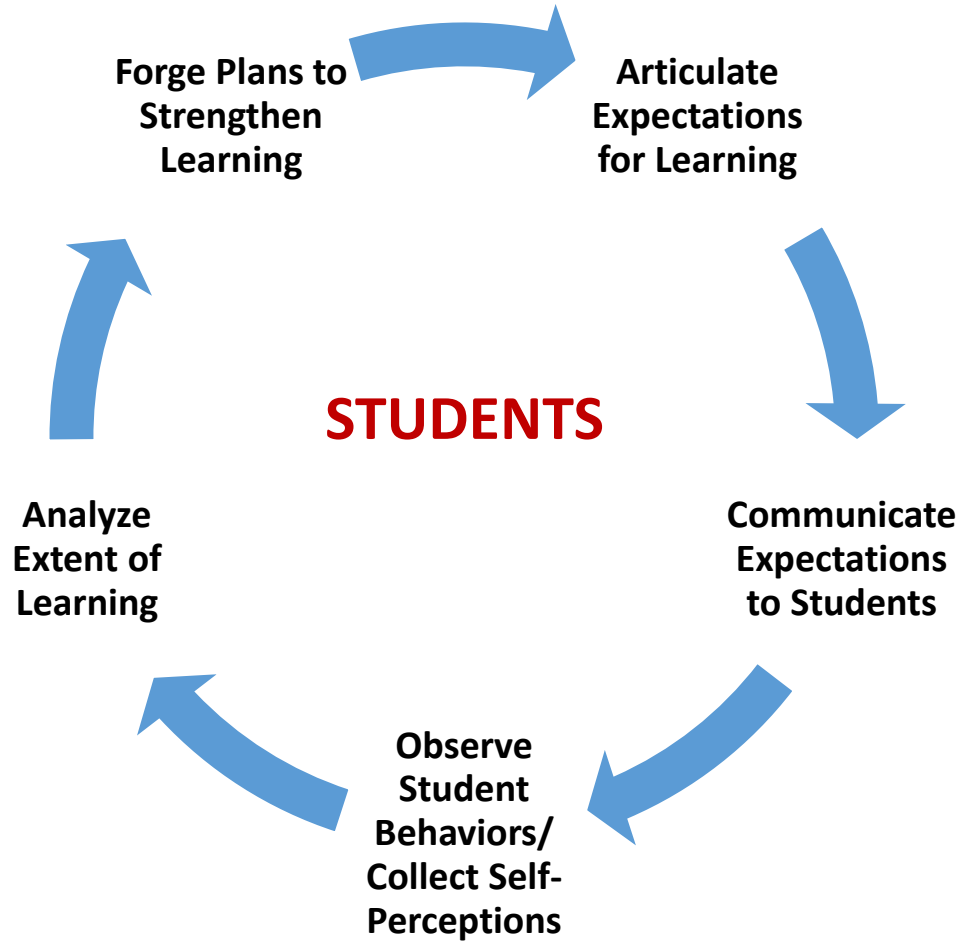 Forge Plans to
Strengthen
Learning
Articulate
Expectations
for Learning
STUDENTS
Analyze
Extent of
Learning
Communicate
Expectations
to Students
Observe
Student
Behaviors/
Collect Self-
Perceptions